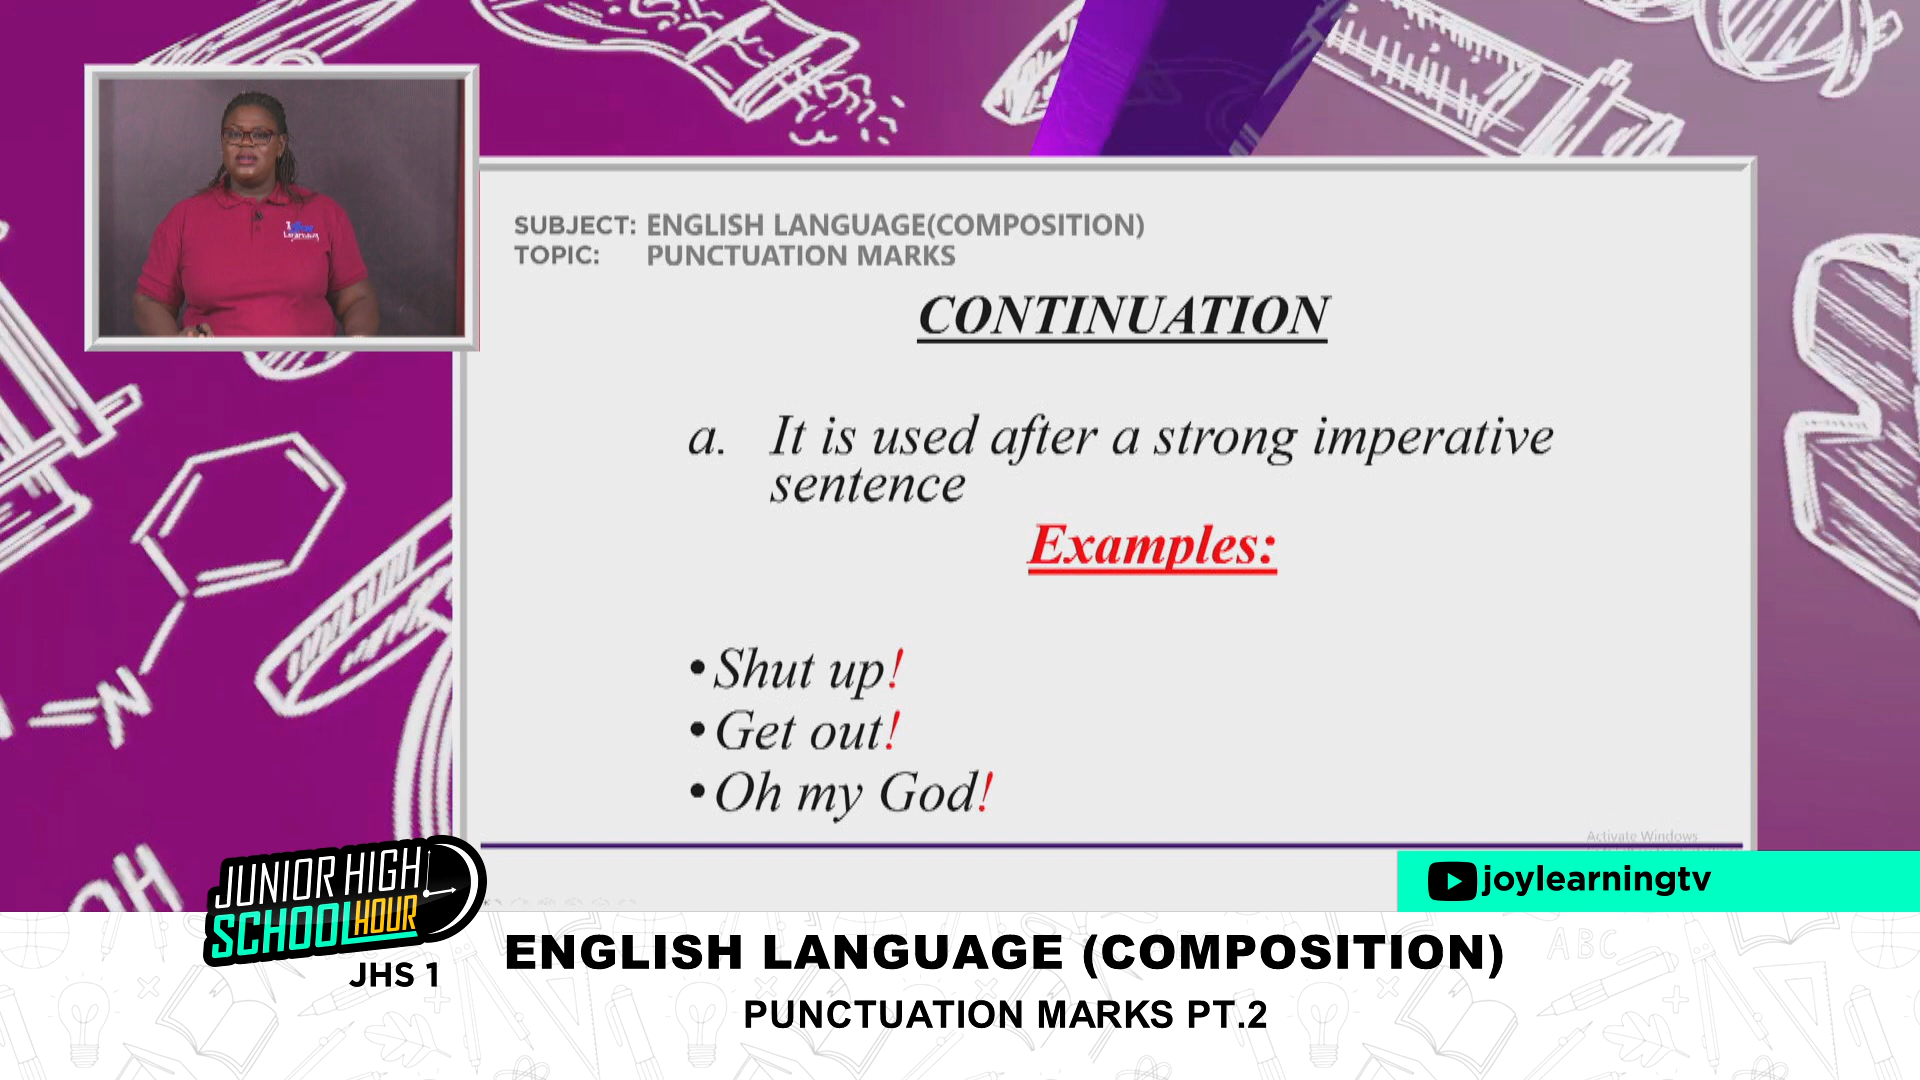 SUBJECT: ENGLISH LANGUAGE(COMPOSITION)
TOPIC: PUNCTUATION MARKS
CONTINUATION
a. It is used after a strong imperative
sentence
Examples:
•Shut up!
•Get out!
•Oh my God!
Activate Windows
joylearningtv
JUNIOR HIGH
SCHOOL HOUR
JHS 1
ENGLISH LANGUAGE (COMPOSITION)
PUNCTUATION MARKS PT.2
ABC
N
OH